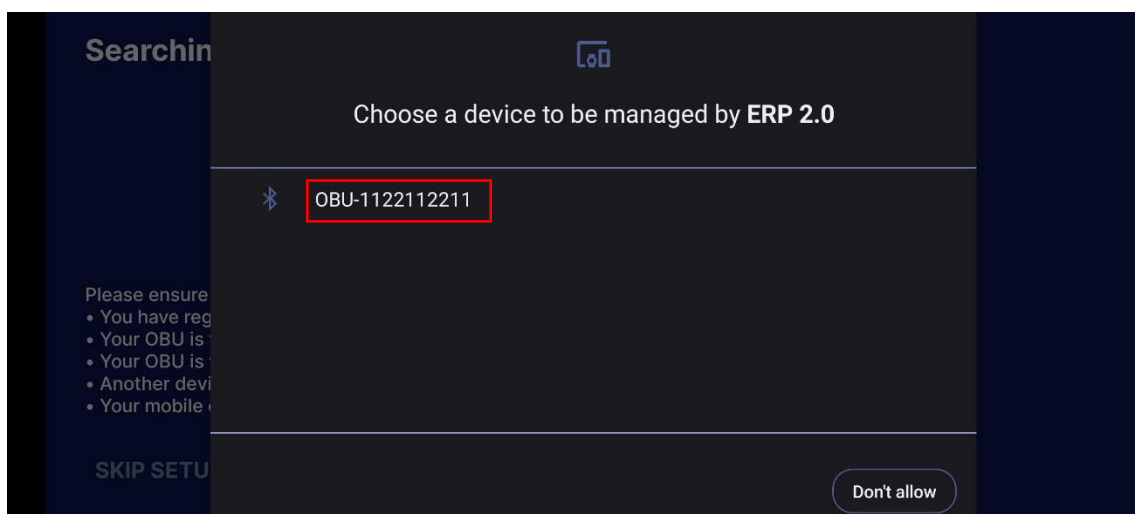 Searchin
Choose a device to be managed by ERP 2.0
OBU-1122112211
Please ensure
• You have reg
• Your OBU is
• Your OBU is
• Another devi
• Your mobile
SKIP SETU
Don't allow